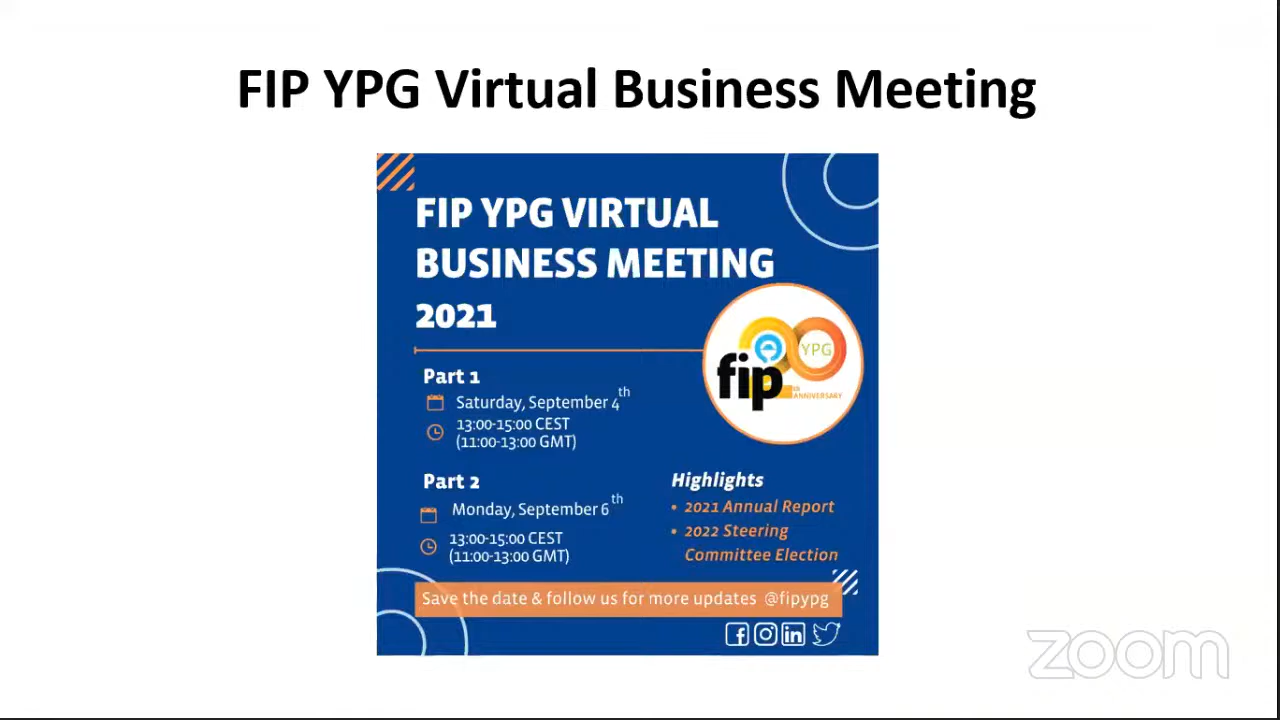 FIP YPG Virtual Business Meeting
FIP YPG VIRTUAL
BUSINESS MEETING
2021
YPG
fip
th
ANNIVERSARY
Part 1
Saturday, September 4th
13:00-15:00 CEST
(11:00-13:00 GMT)
Part 2
Monday, September 6th
13:00-15:00 CEST
(11:00-13:00 GMT)
Highlights
• 2021 Annual Report
• 2022 Steering
Committee Election
Save the date & follow us for more updates @fipypg
zoom